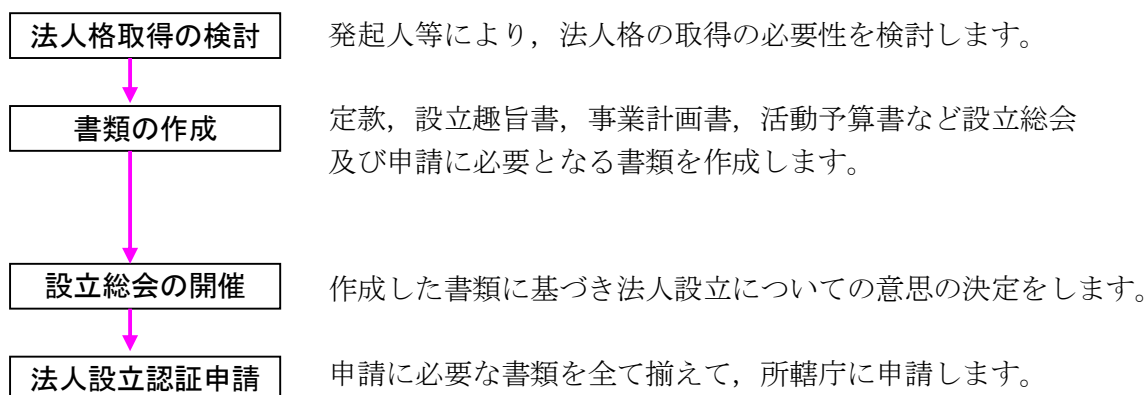 法人格取得の検討
発起人等により，法人格の取得の必要性を検討します。
書類の作成
定款，設立趣旨書，事業計画書，活動予算書など設立総会
及び申請に必要となる書類を作成します。
設立総会の開催
作成した書類に基づき法人設立についての意思の決定をします。
法人設立認証申請
申請に必要な書類を全て揃えて，所轄庁に申請します。